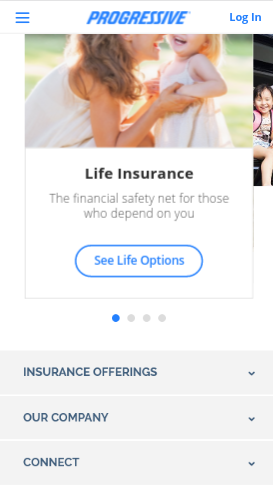 PROGRESSIVE
Log In
Life Insurance
The financial safety net for those
who depend on you
See Life Options
INSURANCE OFFERINGS
OUR COMPANY
CONNECT